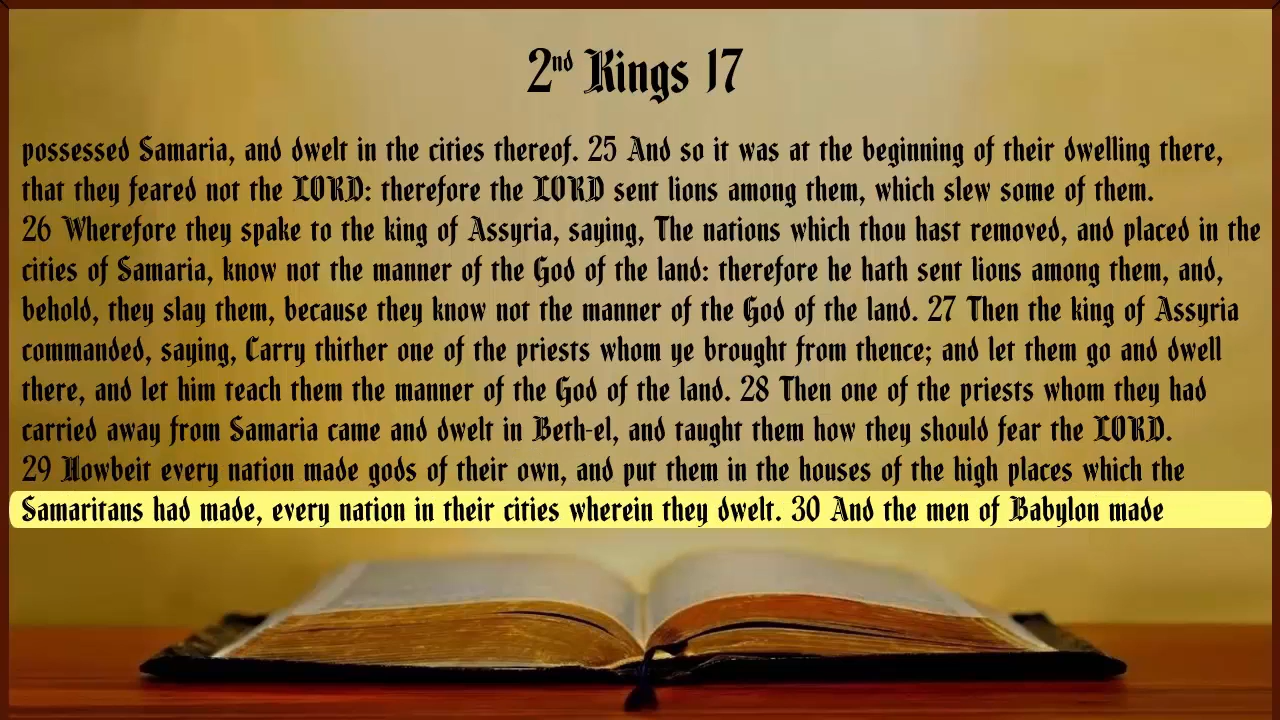 2nd Kings 17
possessed Samaria, and dwelt in the cities thereof. 25 And so it was at the beginning of their dwelling there,
that they feared not the LORD: therefore the LORD sent lions among them, which slew some of them.
26 Wherefore they spake to the king of Assyria, saying, The nations which thou hast removed, and placed in the
cities of Samaria, know not the manner of the God of the land: therefore he hath sent lions among them, and,
behold, they slay them, because they know not the manner of the God of the land. 27 Then the king of Assyria
commanded, saying, Carry thither one of the priests whom ye brought from thence; and let them go and dwell
there, and let him teach them the manner of the God of the land. 28 Then one of the priests whom they had
carried away from Samaria came and dwelt in Beth-el, and taught them how they should fear the LORD.
29 Howbeit every nation made gods of their own, and put them in the houses of the high places which the
Samaritans had made, every nation in their cities wherein they dwelt. 30 And the men of Babylon made